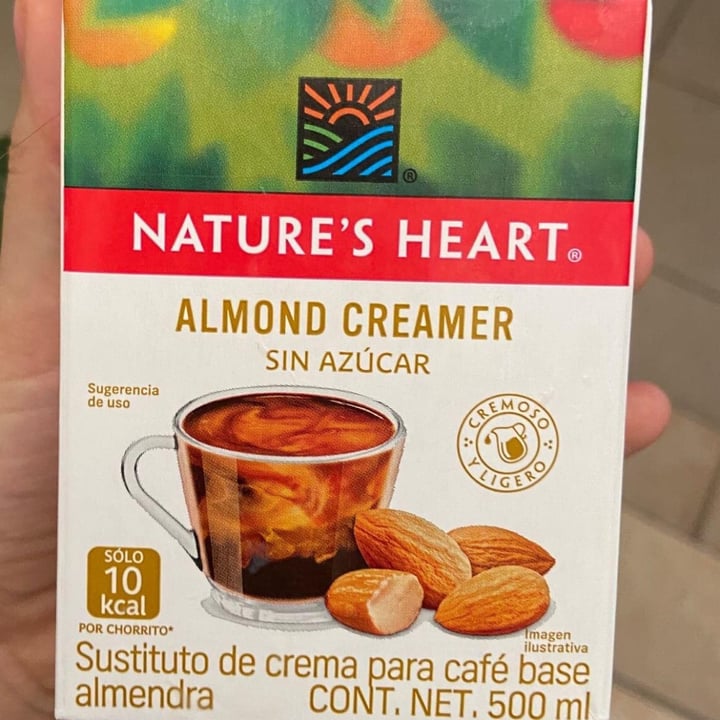 ®
NATURE'S HEART®
ALMOND CREAMER
SIN AZÚCAR
Sugerencia
de uso
CREMOSO
Y LIGERO
SÓLO
10
kcal
POR CHORRITO*
Imagen
ilustrativa
Sustituto de crema para café base
almendra CONT. NET. 500 ml